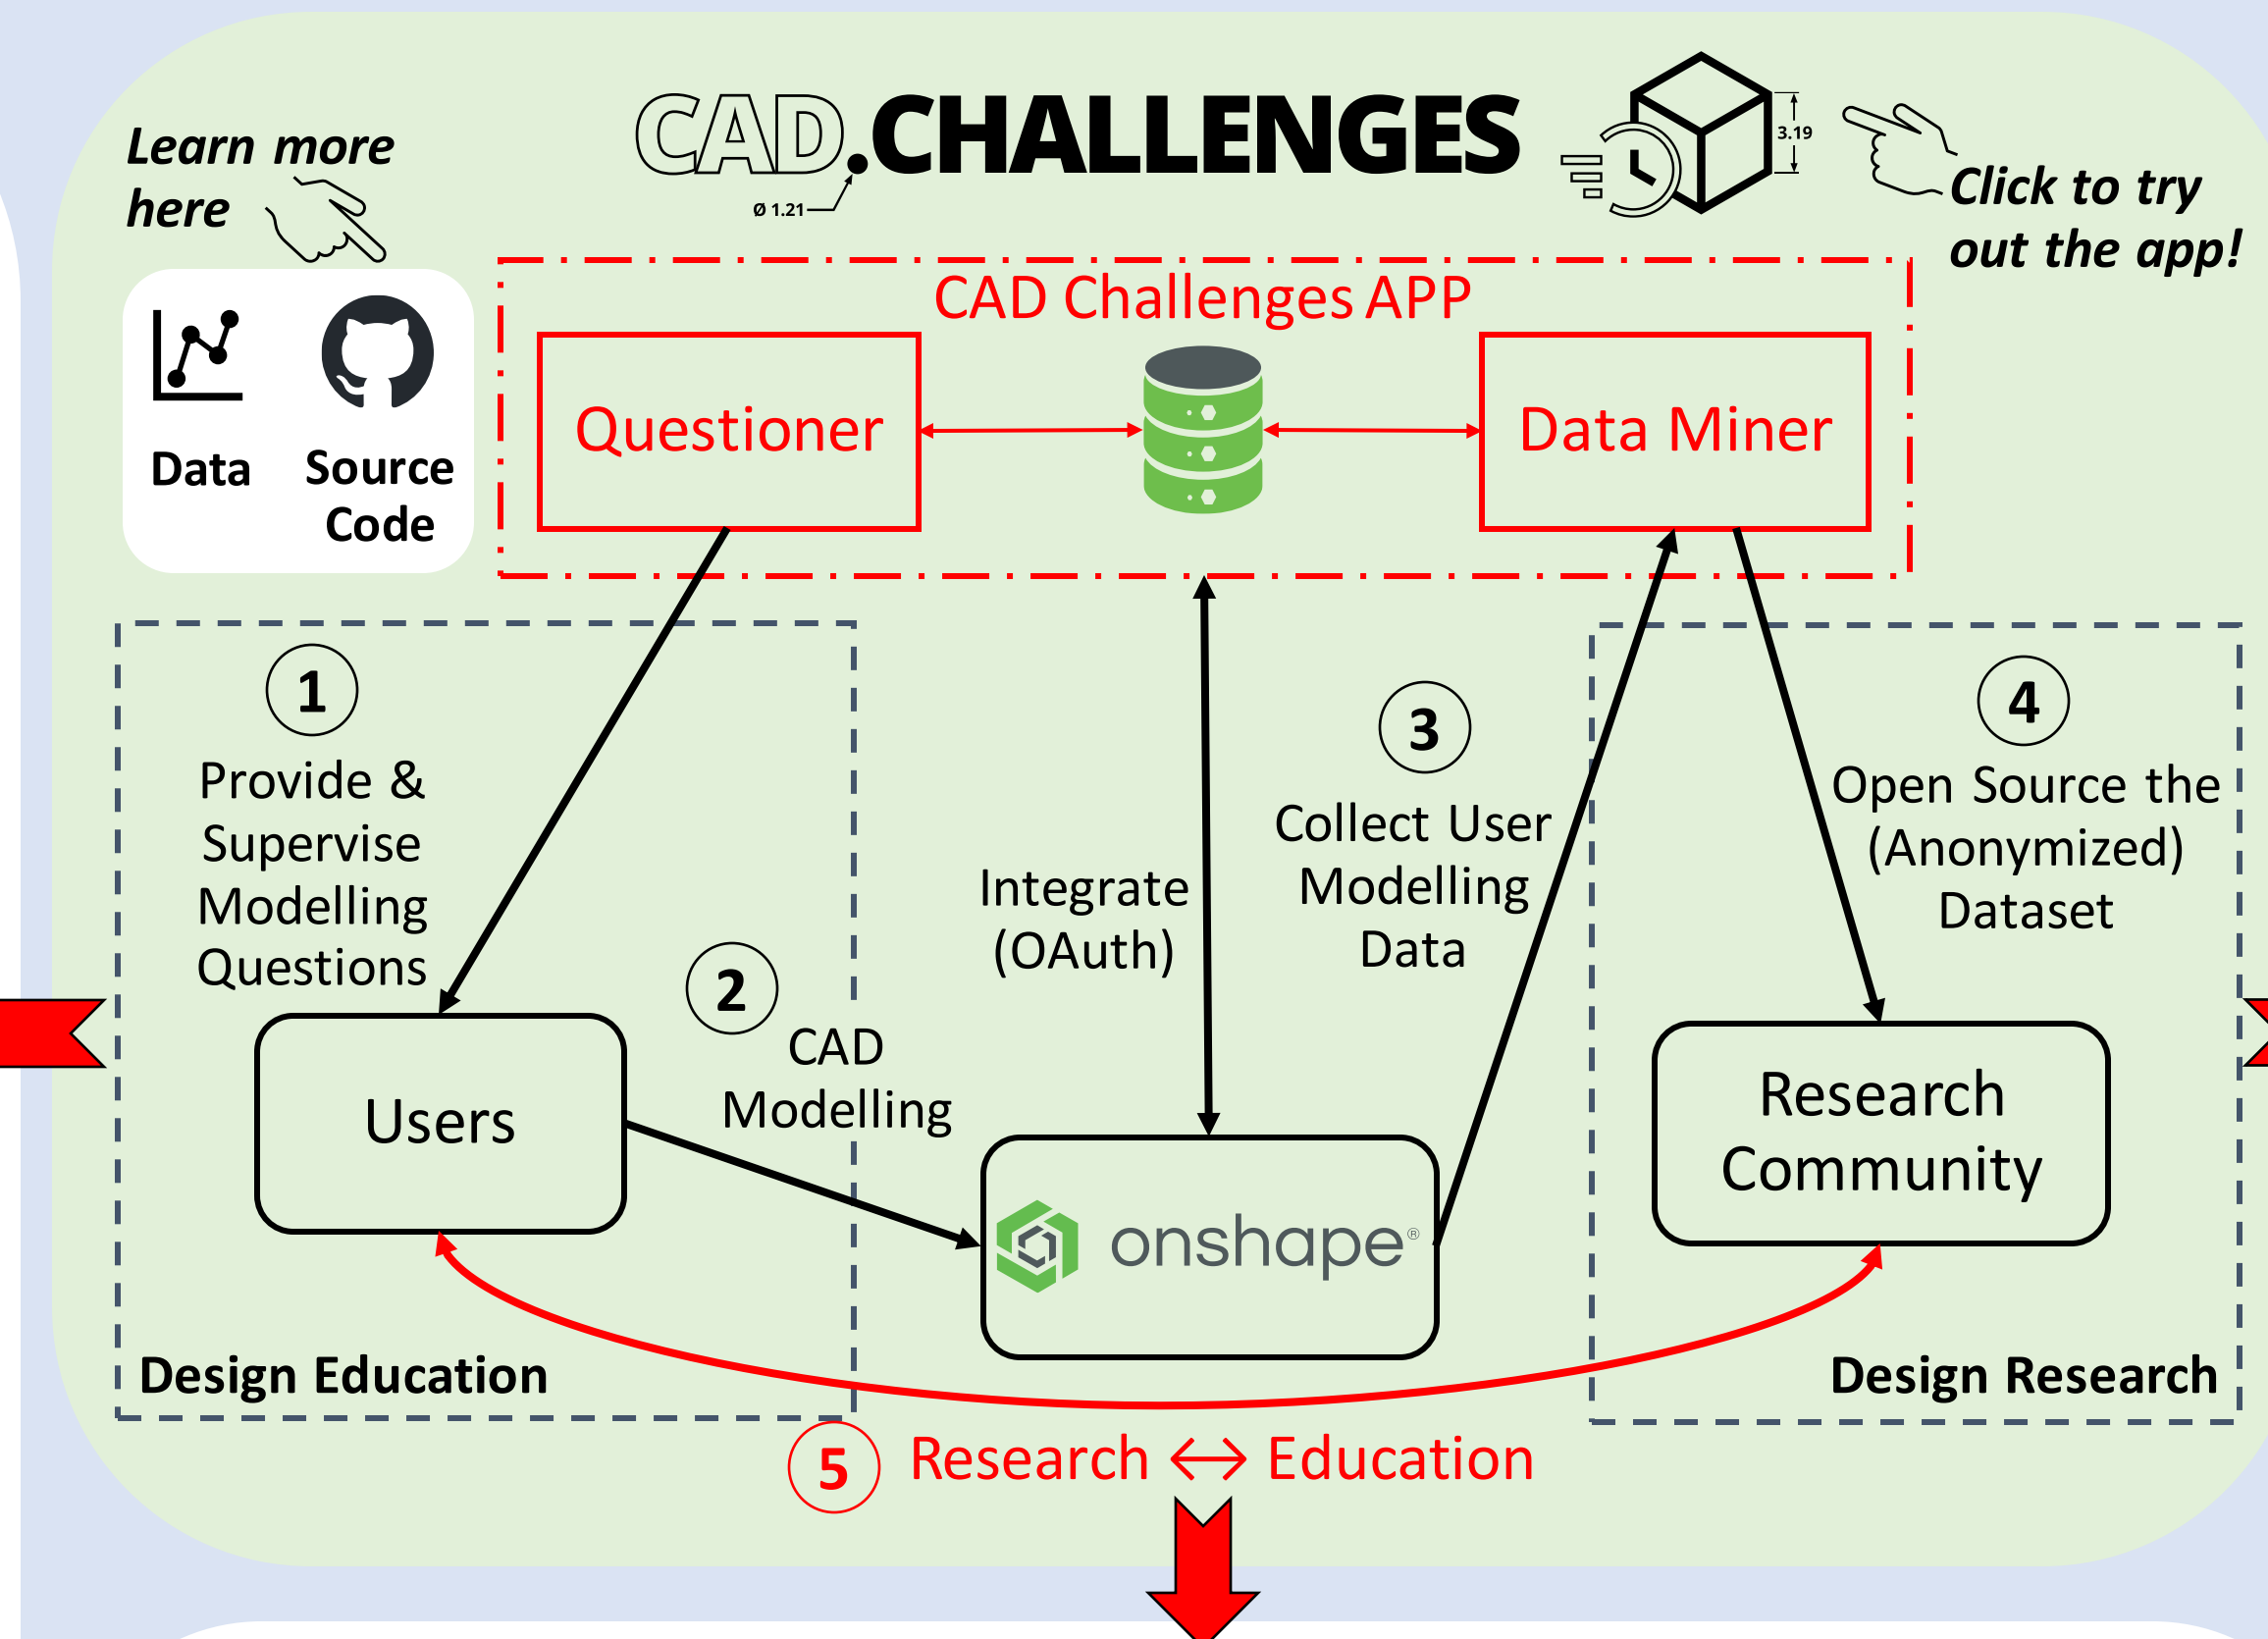 CAD.CHALLENGES
Ø 1.21
3.19
Learn more
here
Click to try
out the app!
Data
Source
Code
CAD Challenges APP
Questioner
Data Miner
1
Provide &
Supervise
Modelling
Questions
2
CAD
Modelling
Integrate
(OAuth)
3
Collect User
Modelling
Data
4
Open Source the
(Anonymized)
Dataset
Users
onshape®
Research
Community
Design Education
Design Research
5 Research ↔ Education